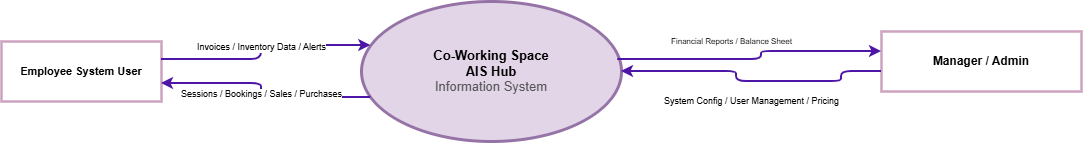 Employee System User
Invoices / Inventory Data / Alerts
Sessions / Bookings / Sales / Purchases
Co-Working Space
AIS Hub
Information System
Financial Reports / Balance Sheet
System Config / User Management / Pricing
Manager / Admin